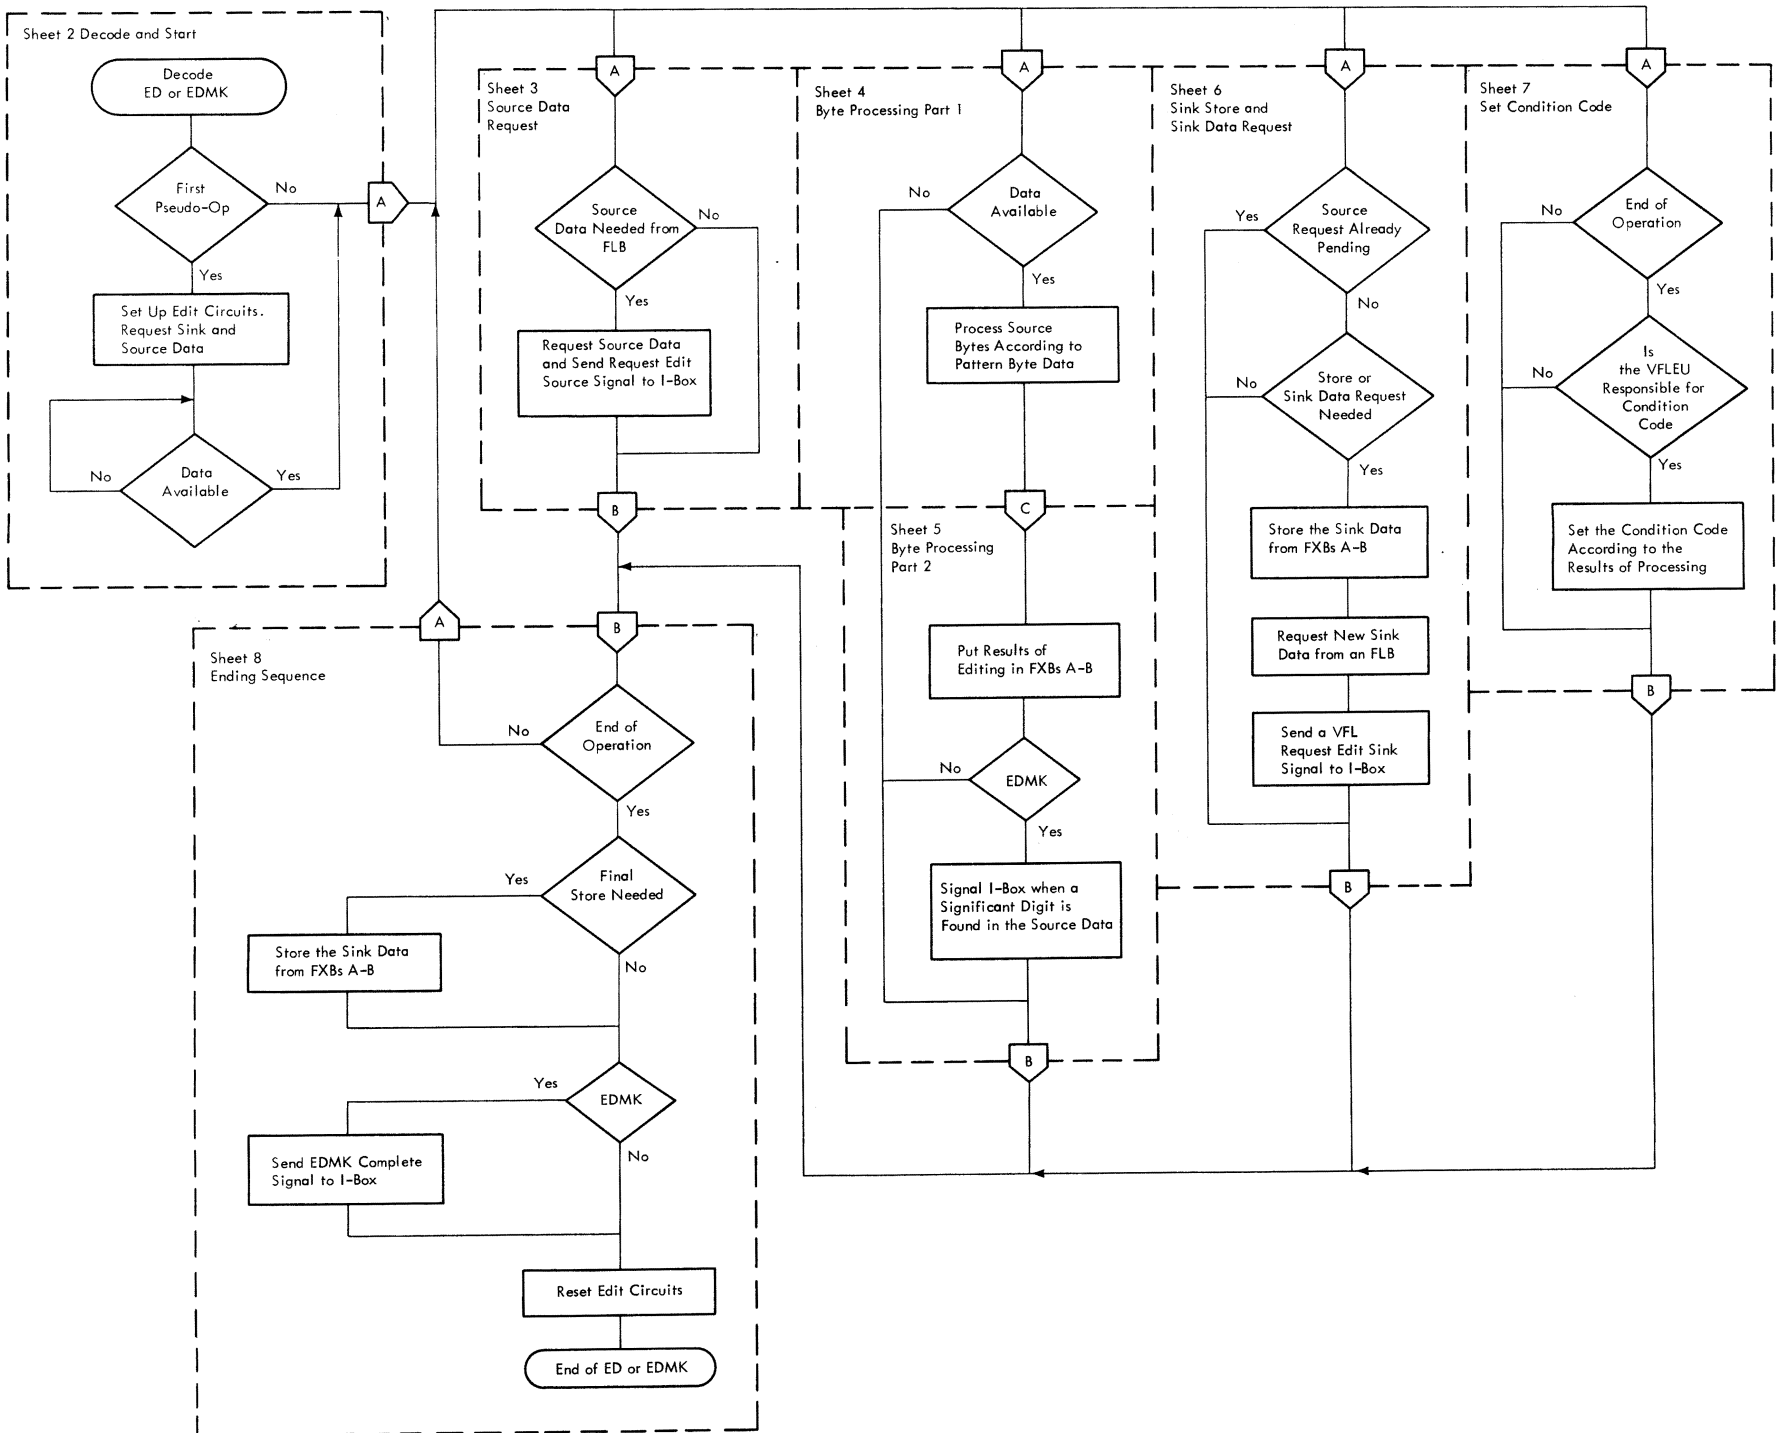 Sheet 2 Decode and Start
Decode
ED or EDMK
First
Pseudo-Op
No
Yes
Set Up Edit Circuits.
Request Sink and
Source Data
Data
Available
No
Yes
A
A
Sheet 3
Source Data
Request
Source
Data Needed from
FLB
No
Yes
Request Source Data
and Send Request Edit
Source Signal to I-Box
B
A
Sheet 4
Byte Processing Part 1
Data
Available
No
Yes
Process Source
Bytes According to
Pattern Byte Data
C
Sheet 5
Byte Processing
Part 2
Put Results of
Editing in FXBs A-B
EDMK
No
Yes
Signal I-Box when a
Significant Digit is
Found in the Source Data
B
A
Sheet 6
Sink Store and
Sink Data Request
Source
Request Already
Pending
Yes
No
Store or
Sink Data Request
Needed
No
Yes
Store the Sink Data
from FXBs A-B
Request New Sink
Data from an FLB
Send a VFL
Request Edit Sink
Signal to I-Box
B
A
Sheet 7
Set Condition Code
End of
Operation
No
Yes
Is
the VFLEU
Responsible for
Condition
Code
No
Yes
Set the Condition Code
According to the
Results of Processing
B
A
B
Sheet 8
Ending Sequence
End of
Operation
No
Yes
Final
Store Needed
Yes
No
Store the Sink Data
from FXBs A-B
EDMK
Yes
No
Send EDMK Complete
Signal to I-Box
Reset Edit Circuits
End of ED or EDMK